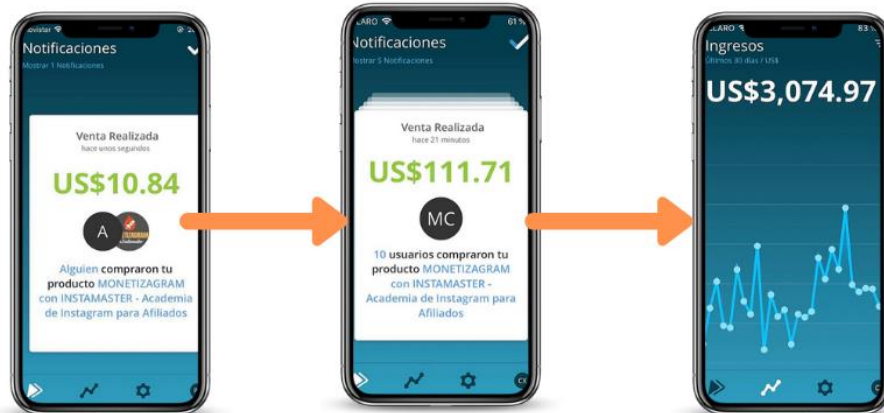 Notificaciones
Mostrar 1 Notificaciones
Venta Realizada
hace unos segundos
US$10.84
A
Alguien compraron tu
producto MONETIZAGRAM
con INSTAMASTER - Academia
de Instagram para Afiliados
CLARO
61%
Notificaciones
Mostrar 5 Notificaciones
Venta Realizada
hace 21 minutos
US$111.71
MC
10 usuarios compraron tu
producto MONETIZAGRAM
con INSTAMASTER -
Academia de Instagram para
Afiliados
CLARO
83%
Ingresos
Últimos 30 días / US$
US$3,074.97